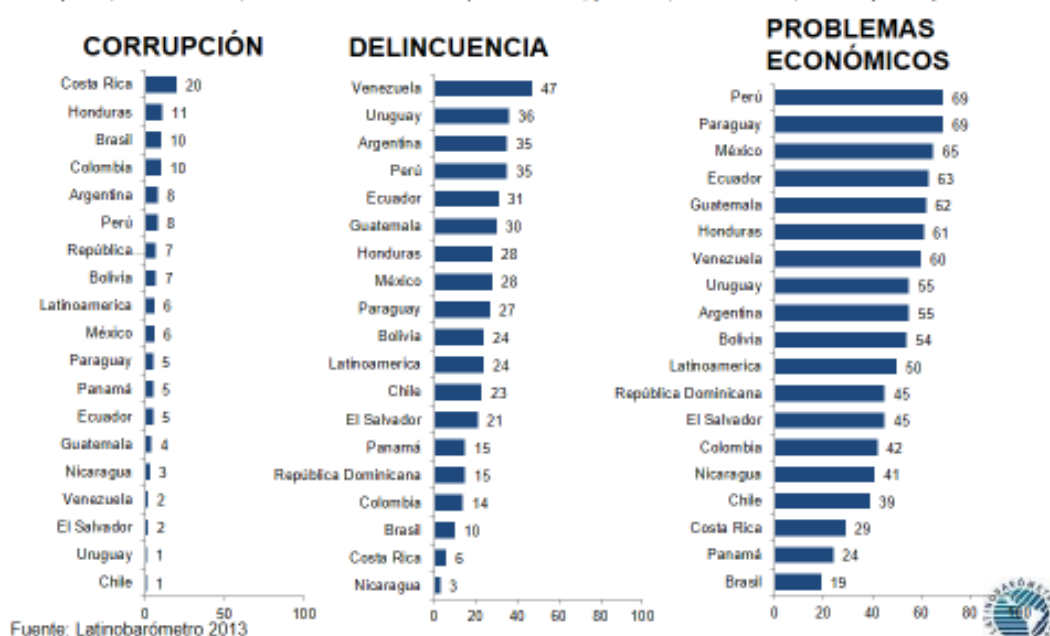 CORRUPCIÓN
Costa Rica 20
Honduras 11
Brasil 10
Colombia 10
Argentina 8
Perú 8
República... 7
Bolivia 7
Latinoamerica 6
México 6
Paraguay 5
Panamá 5
Ecuador 5
Guatemala 4
Nicaragua 3
Venezuela 2
El Salvador 2
Uruguay 1
Chile 1
0 50 100
DELINCUENCIA
Venezuela 47
Uruguay 36
Argentina 35
Perú 35
Ecuador 31
Guatemala 30
Honduras 28
México 28
Paraguay 27
Bolivia 24
Latinoamerica 24
Chile 23
El Salvador 21
Panamá 15
República Dominicana 15
Colombia 14
Brasil 10
Costa Rica 6
Nicaragua 3
0 20 40 60 80 100
PROBLEMAS
ECONÓMICOS
Perú 69
Paraguay 69
México 65
Ecuador 63
Guatemala 62
Honduras 61
Venezuela 60
Uruguay 55
Argentina 55
Bolivia 54
Latinoamerica 50
República Dominicana 45
El Salvador 45
Colombia 42
Nicaragua 41
Chile 39
Costa Rica 29
Panamá 24
Brasil 19
0 20 40 60 80 100
Fuente: Latinobarómetro 2013